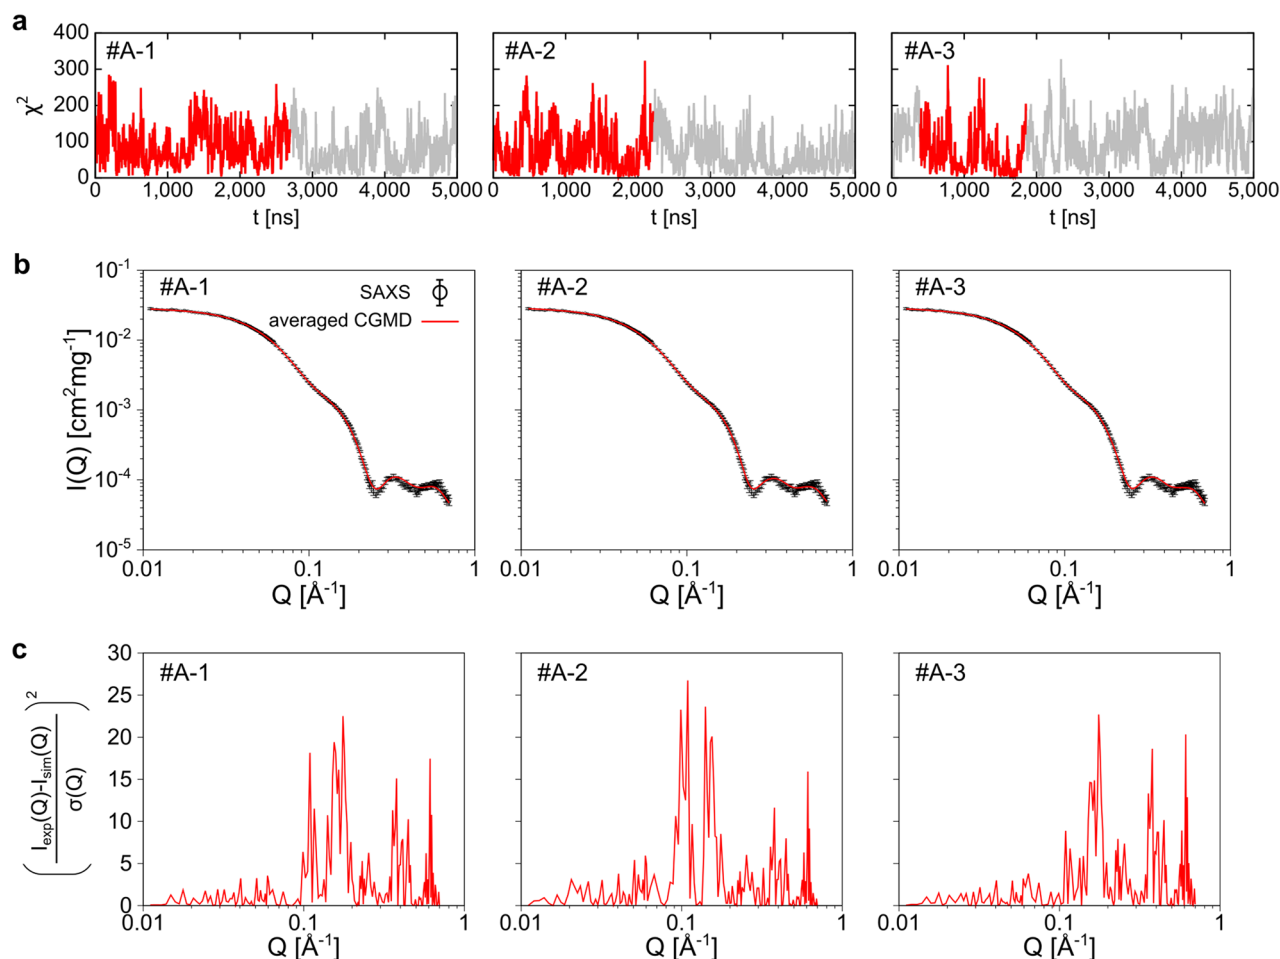 a
#A-1 #A-2 #A-3
400
300
200
100
0
χ2
0 1,000 2,000 3,000 4,000 5,000 0 1,000 2,000 3,000 4,000 5,000 0 1,000 2,000 3,000 4,000 5,000
t [ns] t [ns] t [ns]
b
#A-1 #A-2 #A-3
SAXS
averaged CGMD
10-1
10-2
10-3
10-4
10-5
I(Q) [cm2mg-1]
0.01 0.1 1 0.01 0.1 1 0.01 0.1 1
Q [Å-1] Q [Å-1] Q [Å-1]
c
#A-1 #A-2 #A-3
30
25
20
15
10
5
0
(Iexp(Q)-Isim(Q)
σ(Q))2
0.01 0.1 1 0.01 0.1 1 0.01 0.1 1
Q [Å-1] Q [Å-1] Q [Å-1]